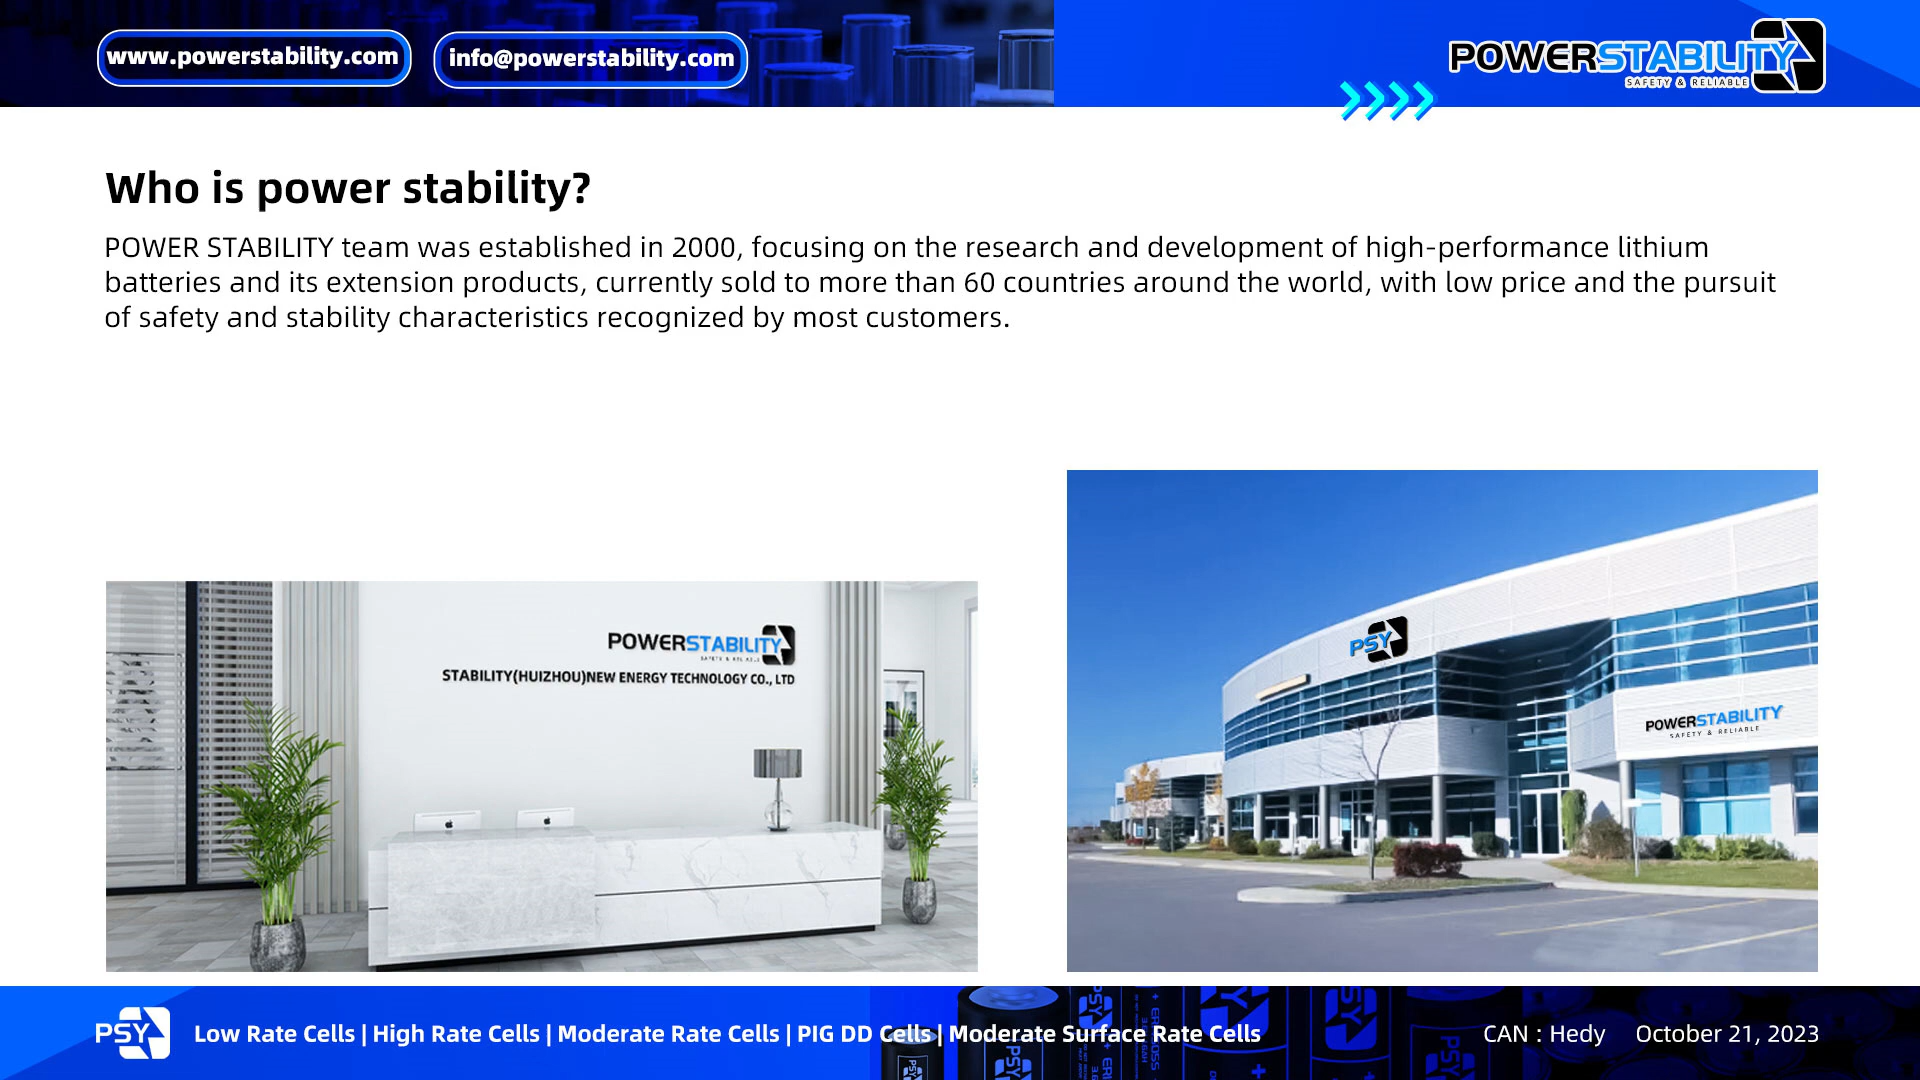 www.powerstability.com
info@powerstability.com
POWERSTABILITY
SAFETY & RELIABLE
Who is power stability?
POWER STABILITY team was established in 2000, focusing on the research and development of high-performance lithium
batteries and its extension products, currently sold to more than 60 countries around the world, with low price and the pursuit
of safety and stability characteristics recognized by most customers.
POWERSTABILITY
SAFETY & RELIABLE
STABILITY(HUIZHOU)NEW ENERGY TECHNOLOGY CO., LTD
PSY
POWERSTABILITY
SAFETY & RELIABLE
PSY
Low Rate Cells | High Rate Cells | Moderate Rate Cells | PIG DD Cells | Moderate Surface Rate Cells
CAN : Hedy
October 21, 2023